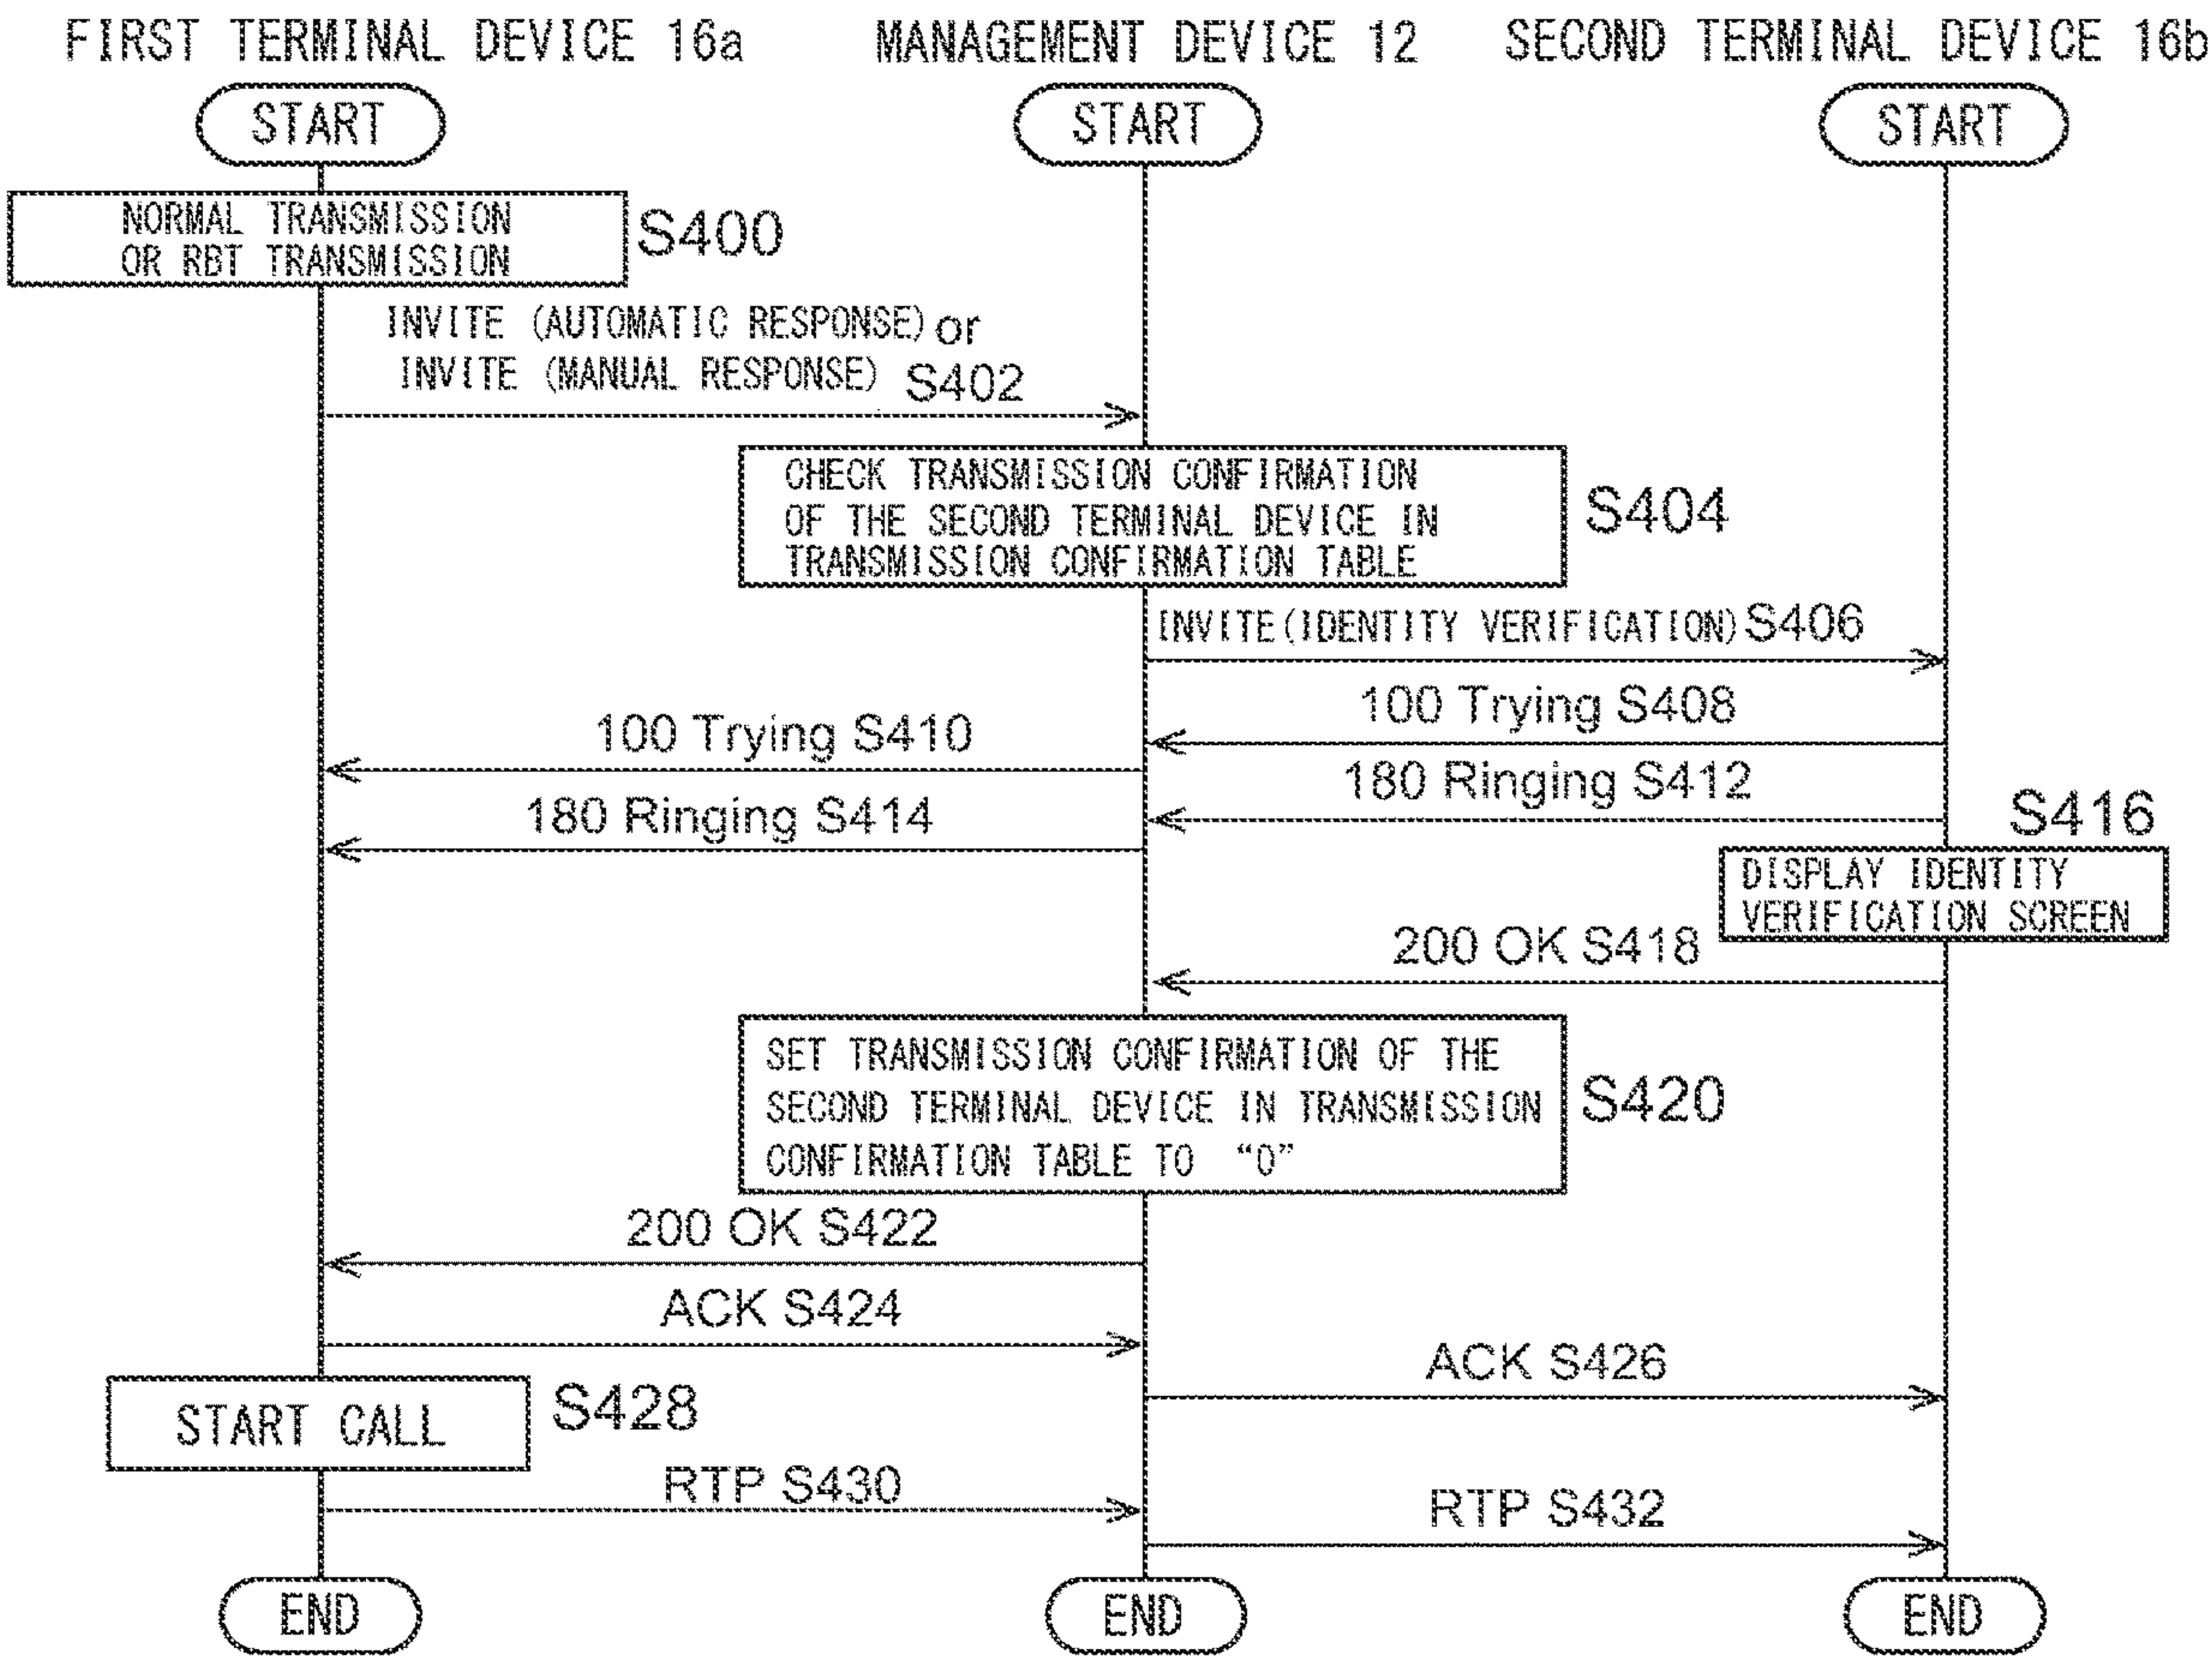 FIRST TERMINAL DEVICE 16a
MANAGEMENT DEVICE 12
SECOND TERMINAL DEVICE 16b
START
START
START
NORMAL TRANSMISSION
OR RBT TRANSMISSION
S400
INVITE (AUTOMATIC RESPONSE) or
INVITE (MANUAL RESPONSE) S402
CHECK TRANSMISSION CONFIRMATION
OF THE SECOND TERMINAL DEVICE IN
TRANSMISSION CONFIRMATION TABLE
S404
INVITE(IDENTITY VERIFICATION) S406
100 Trying S408
100 Trying S410
180 Ringing S412
180 Ringing S414
S416
DISPLAY IDENTITY
VERIFICATION SCREEN
200 OK S418
SET TRANSMISSION CONFIRMATION OF THE
SECOND TERMINAL DEVICE IN TRANSMISSION
CONFIRMATION TABLE TO “0”
S420
200 OK S422
ACK S424
ACK S426
START CALL
S428
RTP S430
RTP S432
END
END
END